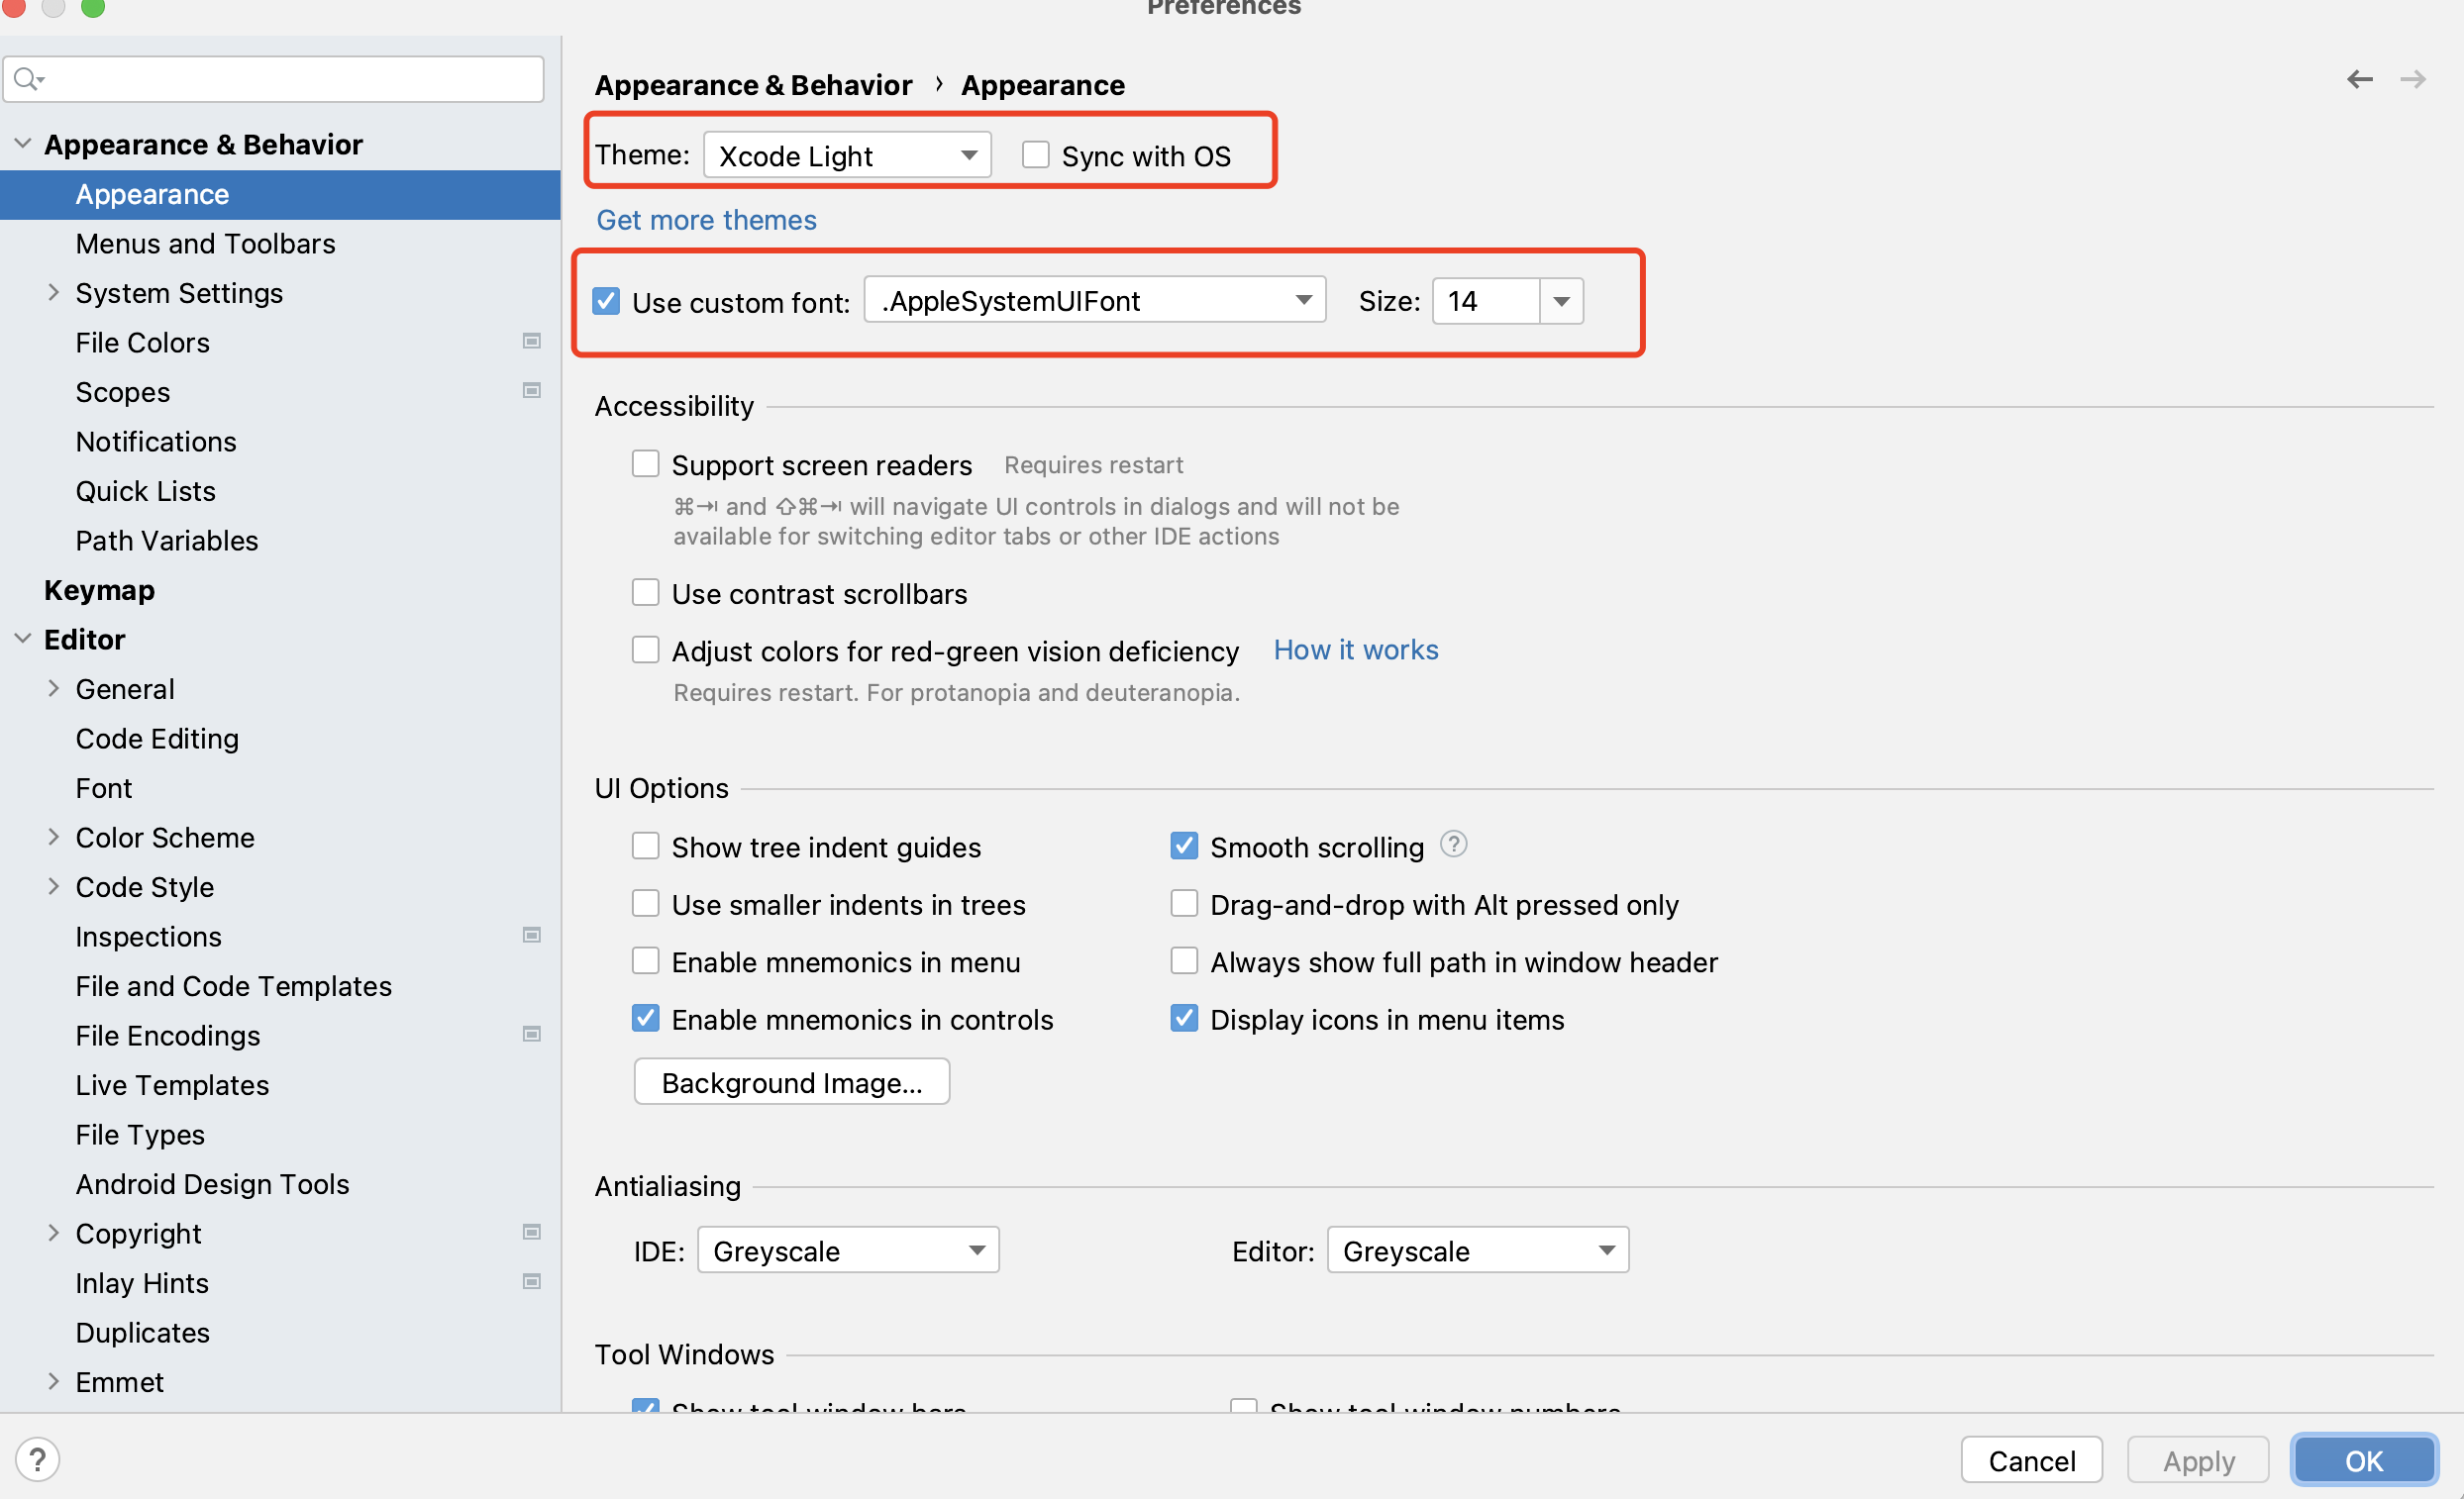 Preferences
Appearance & Behavior
Appearance
Menus and Toolbars
System Settings
File Colors
Scopes
Notifications
Quick Lists
Path Variables
Keymap
Editor
General
Code Editing
Font
Color Scheme
Code Style
Inspections
File and Code Templates
File Encodings
Live Templates
File Types
Android Design Tools
Copyright
Inlay Hints
Duplicates
Emmet
Appearance & Behavior › Appearance
Theme: Xcode Light Sync with OS
Get more themes
Use custom font: .AppleSystemUIFont Size: 14
Accessibility
Support screen readers Requires restart
⌘⇥ and ⇧⌘⇥ will navigate UI controls in dialogs and will not be
available for switching editor tabs or other IDE actions
Use contrast scrollbars
Adjust colors for red-green vision deficiency How it works
Requires restart. For protanopia and deuteranopia.
UI Options
Show tree indent guides Smooth scrolling ?
Use smaller indents in trees Drag-and-drop with Alt pressed only
Enable mnemonics in menu Always show full path in window header
Enable mnemonics in controls Display icons in menu items
Background Image...
Antialiasing
IDE: Greyscale Editor: Greyscale
Tool Windows
Show tool window bars Show tool window numbers
? Cancel Apply OK